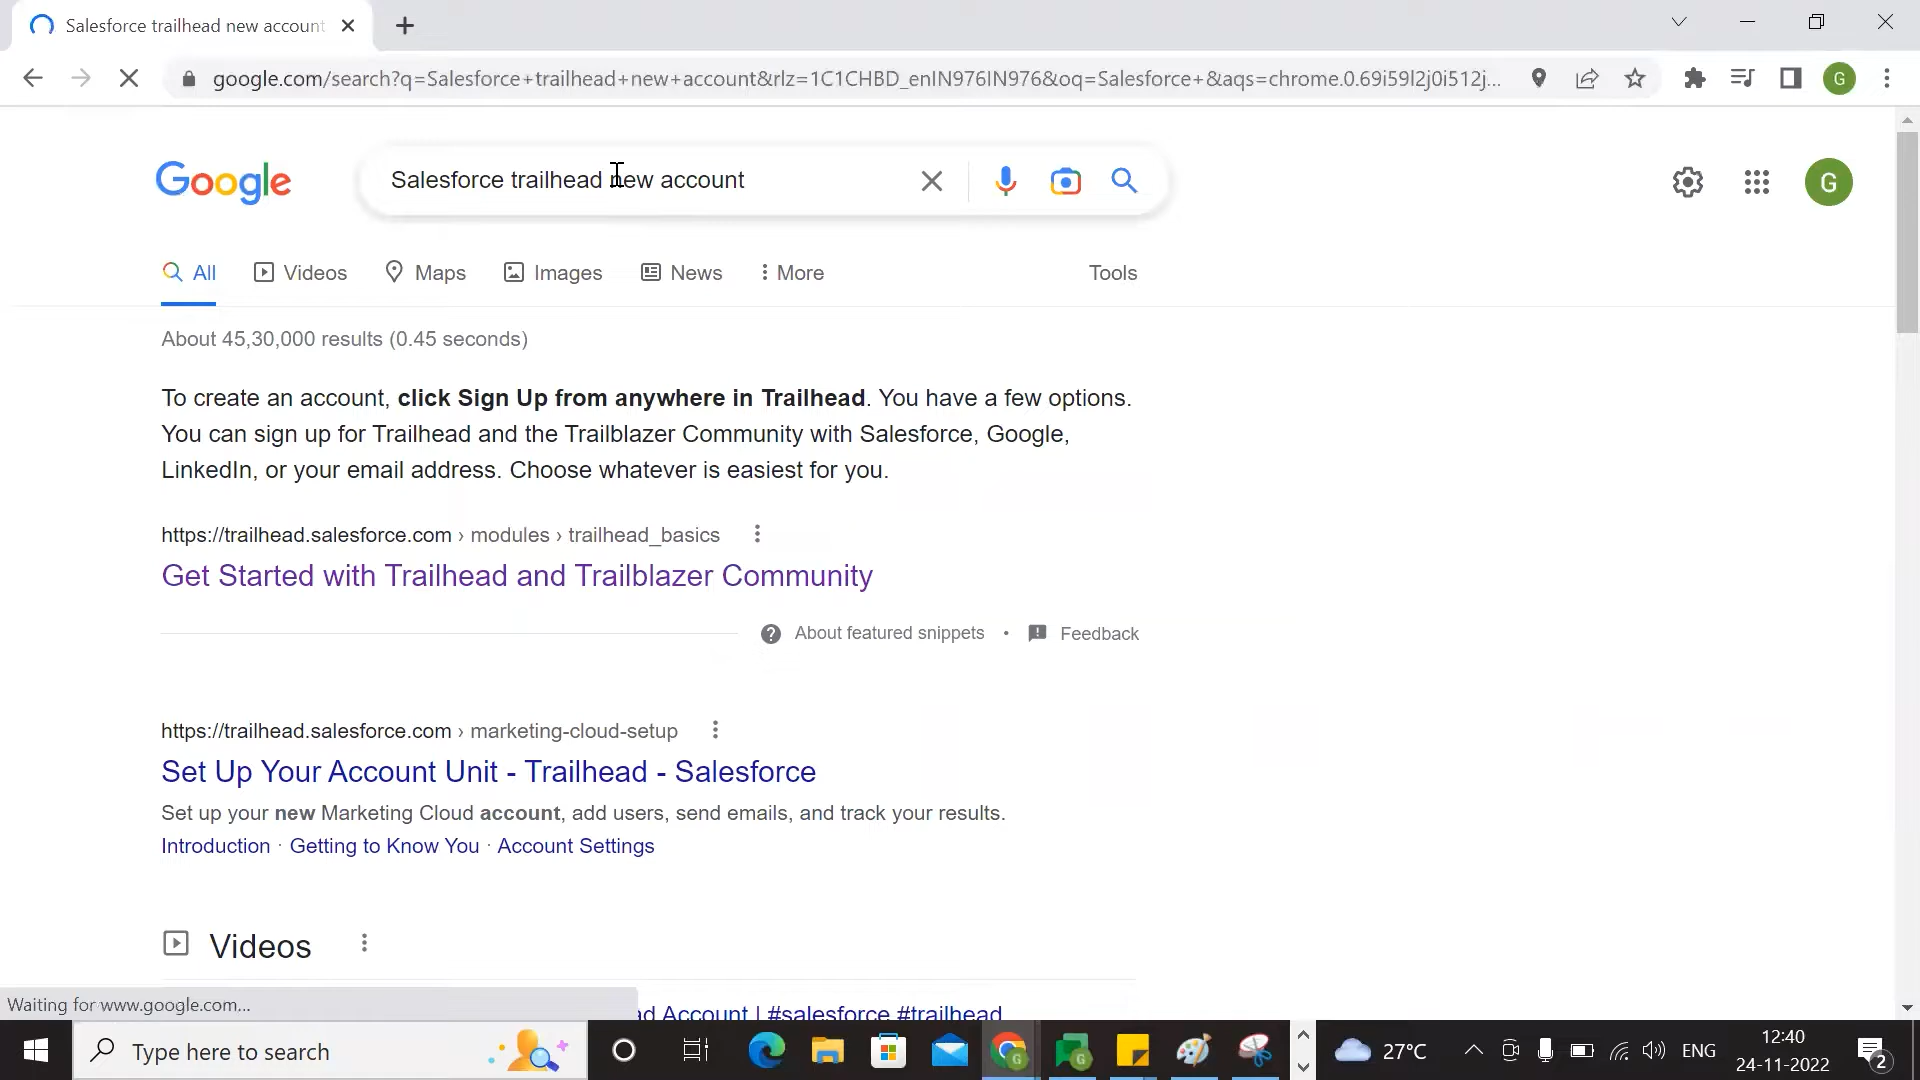 Salesforce trailhead new account
google.com/search?q=Salesforce+trailhead+new+account&rlz=1C1CHBD_enIN976IN976&oq=Salesforce+&aqs=chrome.0.69i59l2j0i512j...
G
Google
Salesforce trailhead new account
G
All
Videos
Maps
Images
News
More
Tools
About 45,30,000 results (0.45 seconds)
To create an account, click Sign Up from anywhere in Trailhead. You have a few options.
You can sign up for Trailhead and the Trailblazer Community with Salesforce, Google,
LinkedIn, or your email address. Choose whatever is easiest for you.
https://trailhead.salesforce.com › modules › trailhead_basics
Get Started with Trailhead and Trailblazer Community
About featured snippets • Feedback
https://trailhead.salesforce.com › marketing-cloud-setup
Set Up Your Account Unit - Trailhead - Salesforce
Set up your new Marketing Cloud account, add users, send emails, and track your results.
Introduction · Getting to Know You · Account Settings
Videos
Waiting for www.google.com...
ad Account | #salesforce #trailhead
Type here to search
G
G
27°C
ENG
12:40
24-11-2022
2